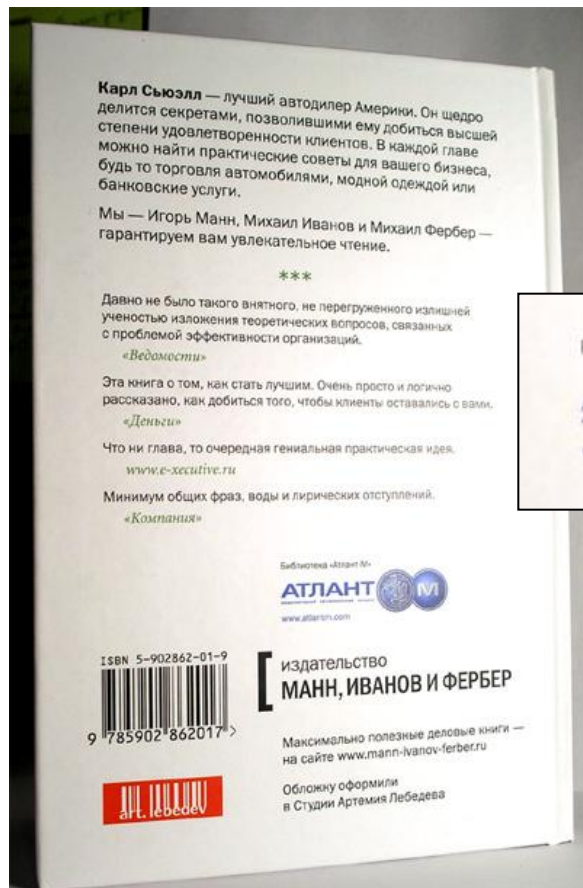 Карл Сьюэлл — лучший автодилер Америки. Он щедро
делится секретами, позволившими ему добиться высшей
степени удовлетворенности клиентов. В каждой главе
можно найти практические советы для вашего бизнеса,
будь то торговля автомобилями, модной одеждой или
банковские услуги.
Мы — Игорь Манн, Михаил Иванов и Михаил Фербер —
гарантируем вам увлекательное чтение.
***
Давно не было такого внятного, не перегруженного излишней
ученостью изложения теоретических вопросов, связанных
с проблемой эффективности организаций.
«Ведомости»
Эта книга о том, как стать лучшим. Очень просто и логично
рассказано, как добиться того, чтобы клиенты оставались с вами.
«Деньги»
Что ни глава, то очередная гениальная практическая идея.
www.e-xecutive.ru
Минимум общих фраз, воды и лирических отступлений.
«Компания»
Библиотека «Атлант-М»
АТЛАНТ М
www.atlantm.com
ISBN 5-902862-01-9
9 785902 862017 >
издательство
МАНН, ИВАНОВ И ФЕРБЕР
Максимально полезные деловые книги —
на сайте www.mann-ivanov-ferber.ru
Обложку оформили
в Студии Артемия Лебедева
art. lebedev